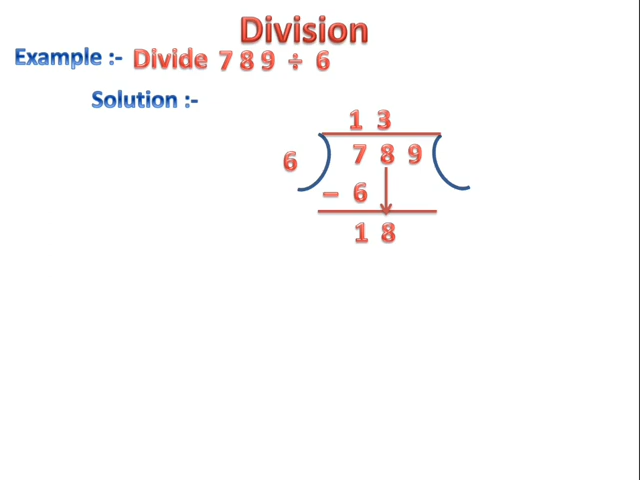 Division
Example :- Divide 7 8 9 ÷ 6
Solution :-
1 3
6 7 8 9
– 6
1 8